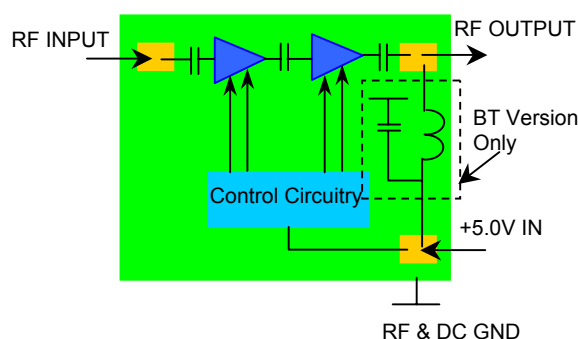 RF INPUT
RF OUTPUT
BT Version
Only
Control Circuitry
+5.0V IN
RF & DC GND